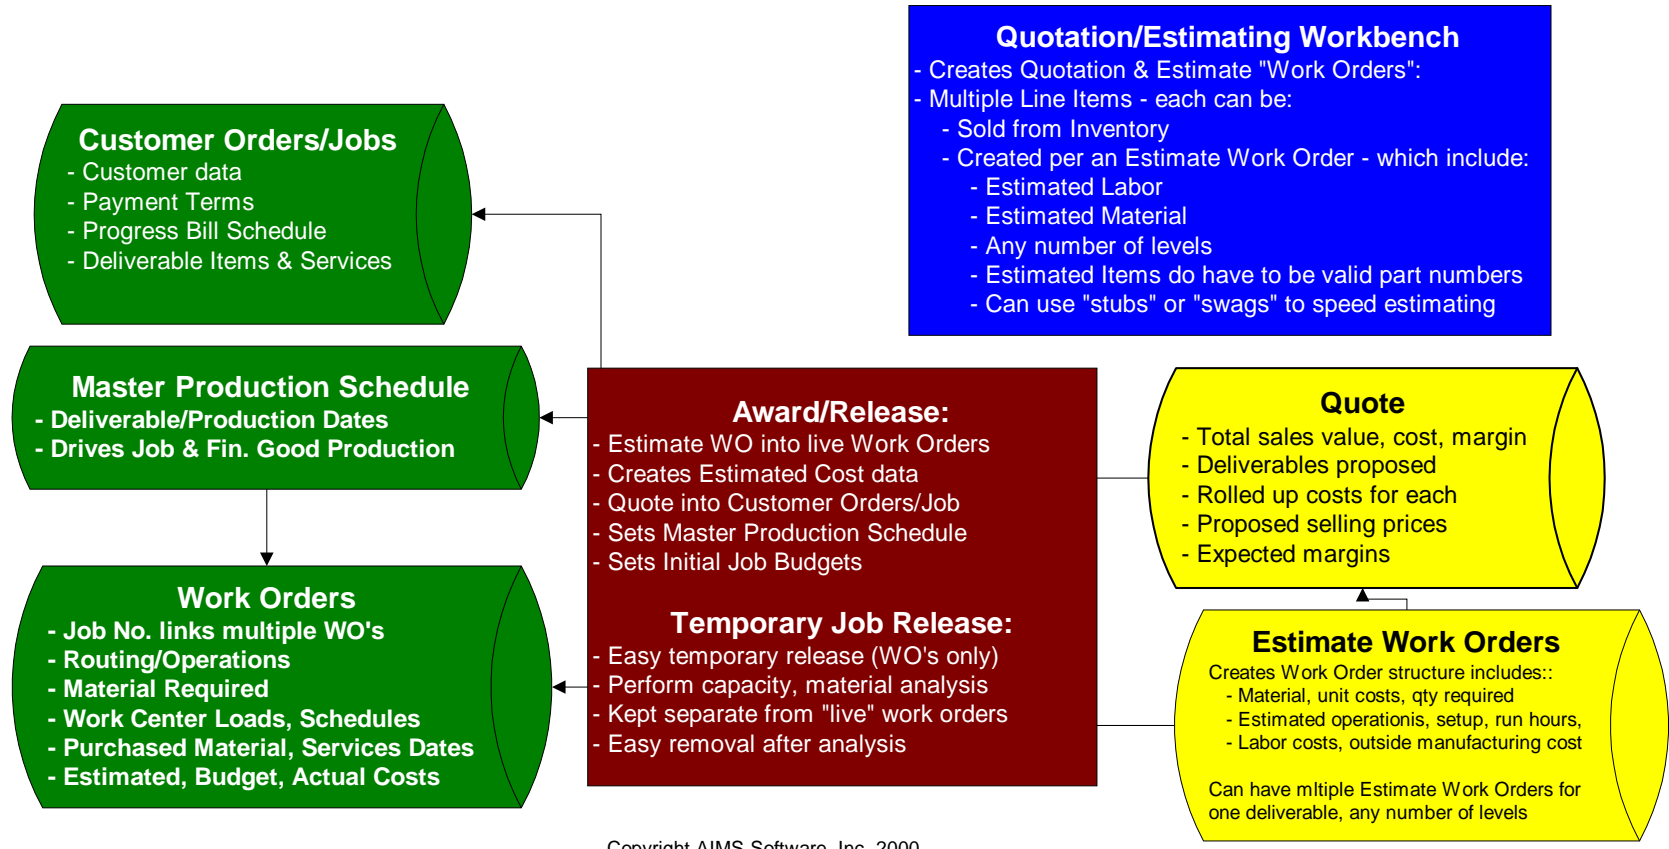 Quotation/Estimating Workbench
- Creates Quotation & Estimate "Work Orders":
- Multiple Line Items - each can be:
- Sold from Inventory
- Created per an Estimate Work Order - which include:
- Estimated Labor
- Estimated Material
- Any number of levels
- Estimated Items do have to be valid part numbers
- Can use "stubs" or "swags" to speed estimating
Customer Orders/Jobs
- Customer data
- Payment Terms
- Progress Bill Schedule
- Deliverable Items & Services
Master Production Schedule
- Deliverable/Production Dates
- Drives Job & Fin. Good Production
Work Orders
- Job No. links multiple WO's
- Routing/Operations
- Material Required
- Work Center Loads, Schedules
- Purchased Material, Services Dates
- Estimated, Budget, Actual Costs
Award/Release:
- Estimate WO into live Work Orders
- Creates Estimated Cost data
- Quote into Customer Orders/Job
- Sets Master Production Schedule
- Sets Initial Job Budgets
Temporary Job Release:
- Easy temporary release (WO's only)
- Perform capacity, material analysis
- Kept separate from "live" work orders
- Easy removal after analysis
Quote
- Total sales value, cost, margin
- Deliverables proposed
- Rolled up costs for each
- Proposed selling prices
- Expected margins
Estimate Work Orders
Creates Work Order structure includes::
- Material, unit costs, qty required
- Estimated operationis, setup, run hours,
- Labor costs, outside manufacturing cost
Can have mltiple Estimate Work Orders for
one deliverable, any number of levels
Copyright AIMS Software, Inc. 2000